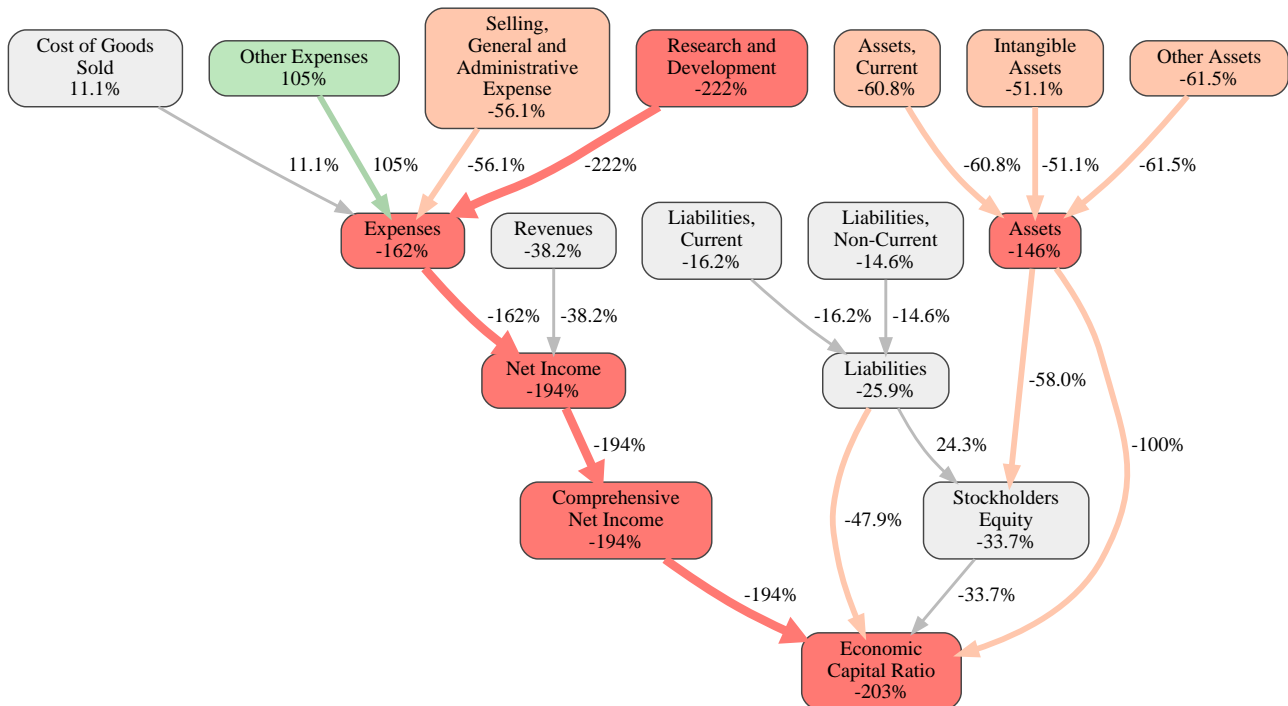 Cost of Goods
Sold
11.1%
Other Expenses
105%
Selling,
General and
Administrative
Expense
-56.1%
Research and
Development
-222%
Assets,
Current
-60.8%
Intangible
Assets
-51.1%
Other Assets
-61.5%
11.1%
105%
-56.1%
-222%
-60.8%
-51.1%
-61.5%
Expenses
-162%
Revenues
-38.2%
Liabilities,
Current
-16.2%
Liabilities,
Non-Current
-14.6%
Assets
-146%
-162%
-38.2%
-16.2%
-14.6%
Net Income
-194%
Liabilities
-25.9%
-58.0%
-194%
24.3%
-100%
Comprehensive
Net Income
-194%
-47.9%
Stockholders
Equity
-33.7%
-194%
-33.7%
Economic
Capital Ratio
-203%